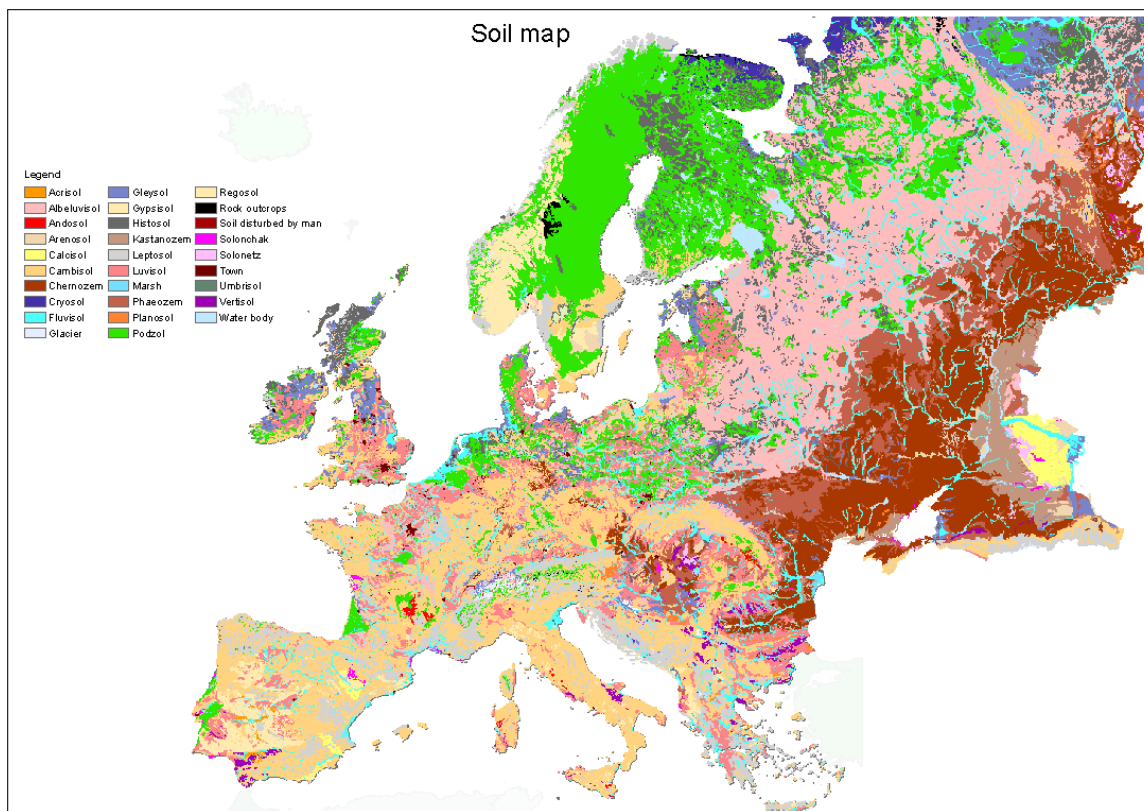 Soil map
Legend
Acrisol
Albeluvisol
Andosol
Arenosol
Calcisol
Cambisol
Chernozem
Cryosol
Fluvisol
Glacier
Gleysol
Gypsisol
Histosol
Kastanozem
Leptosol
Luvisol
Marsh
Phaeozem
Planosol
Podzol
Regosol
Rock outcrops
Soil disturbed by man
Solonchak
Solonetz
Town
Umbrisol
Vertisol
Water body